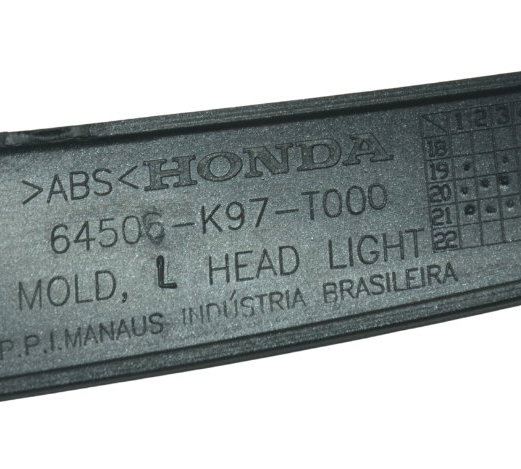 >ABS< HONDA
64506-K97-T000
MOLD, L HEAD LIGHT
P.P.I.MANAUS INDÚSTRIA BRASILEIRA
1 2 3
18
19
20
21
22